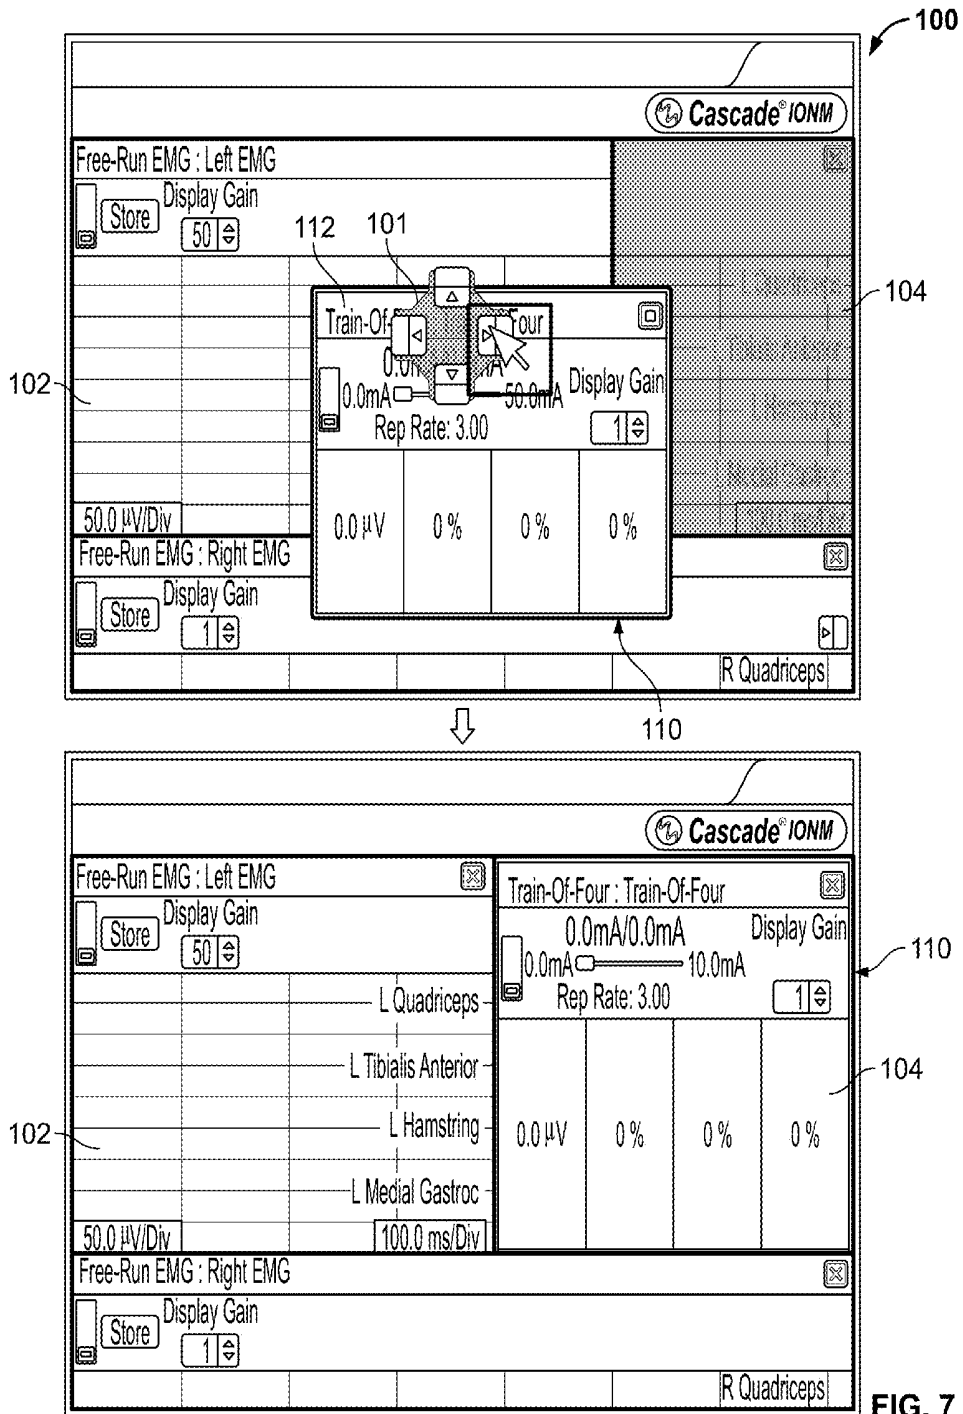 100
Cascade® IONM
Free-Run EMG : Left EMG
Store
Display Gain
50
112
101
104
Train-Of-
Four
102
0.0mA
50.0mA
Display Gain
Rep Rate: 3.00
1
50.0 µV/Div
0.0 µV
0 %
0 %
0 %
Free-Run EMG : Right EMG
Store
Display Gain
1
R Quadriceps
110
Cascade® IONM
Free-Run EMG : Left EMG
Store
Display Gain
50
Train-Of-Four : Train-Of-Four
0.0mA/0.0mA
Display Gain
0.0mA
10.0mA
Rep Rate: 3.00
1
110
L Quadriceps
L Tibialis Anterior
104
102
L Hamstring
0.0 µV
0 %
0 %
0 %
L Medial Gastroc
50.0 µV/Div
100.0 ms/Div
Free-Run EMG : Right EMG
Store
Display Gain
1
R Quadriceps
FIG. 7